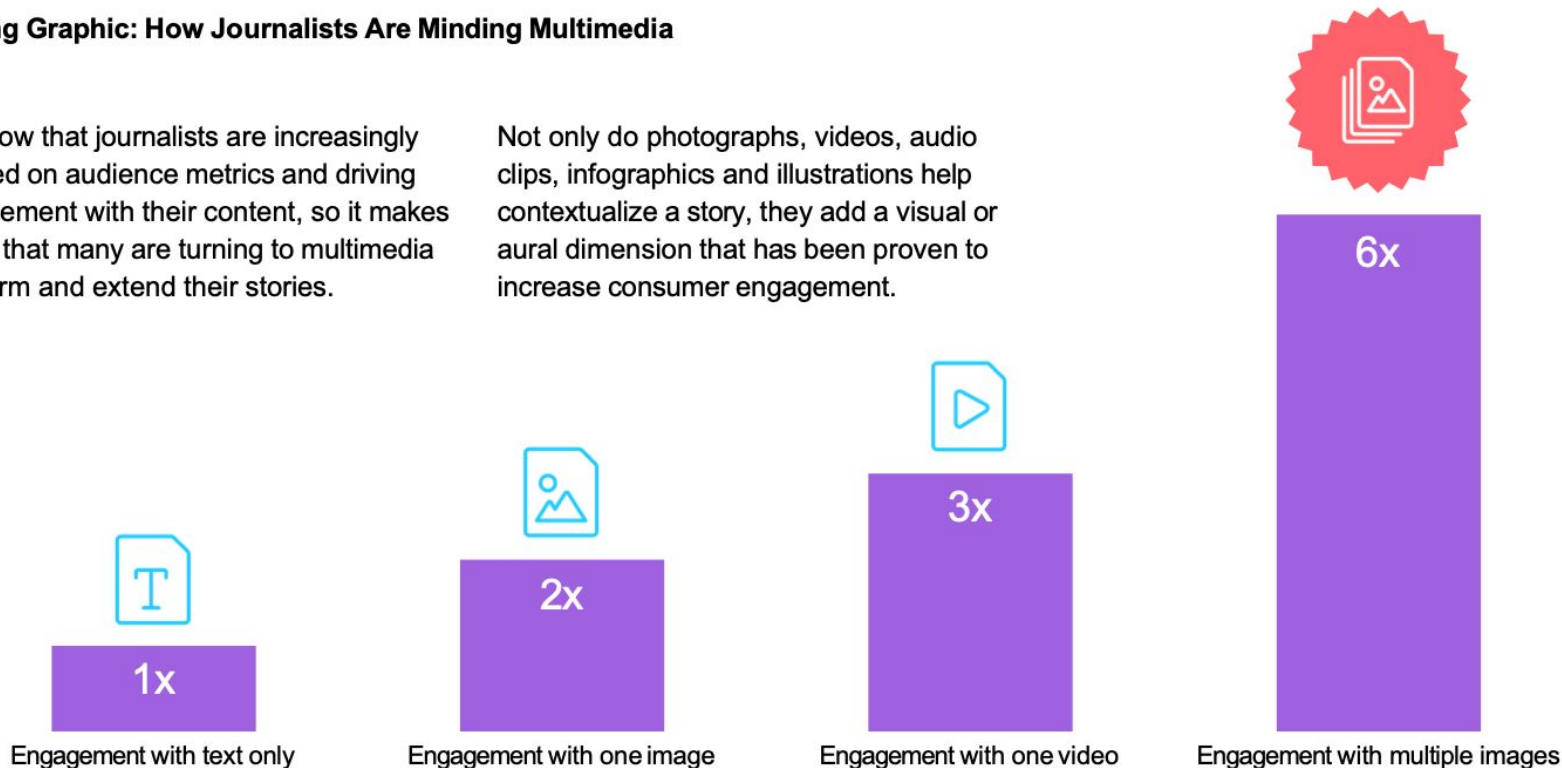 g Graphic: How Journalists Are Minding Multimedia
ow that journalists are increasingly
ed on audience metrics and driving
ement with their content, so it makes
that many are turning to multimedia
rm and extend their stories.
Not only do photographs, videos, audio
clips, infographics and illustrations help
contextualize a story, they add a visual or
aural dimension that has been proven to
increase consumer engagement.
6x
3x
2x
T
1x
Engagement with text only
Engagement with one image
Engagement with one video
Engagement with multiple images